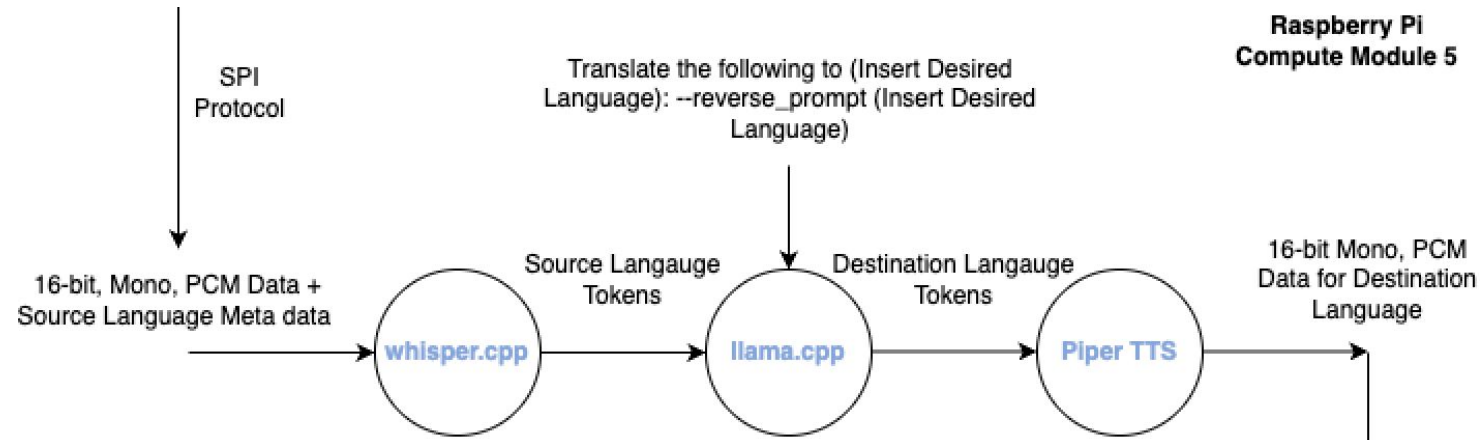 Raspberry Pi
Compute Module 5
SPI
Protocol
Translate the following to (Insert Desired
Language): --reverse_prompt (Insert Desired
Language)
16-bit, Mono, PCM Data +
Source Language Meta data
whisper.cpp
Source Langauge
Tokens
llama.cpp
Destination Langauge
Tokens
Piper TTS
16-bit Mono, PCM
Data for Destination
Language